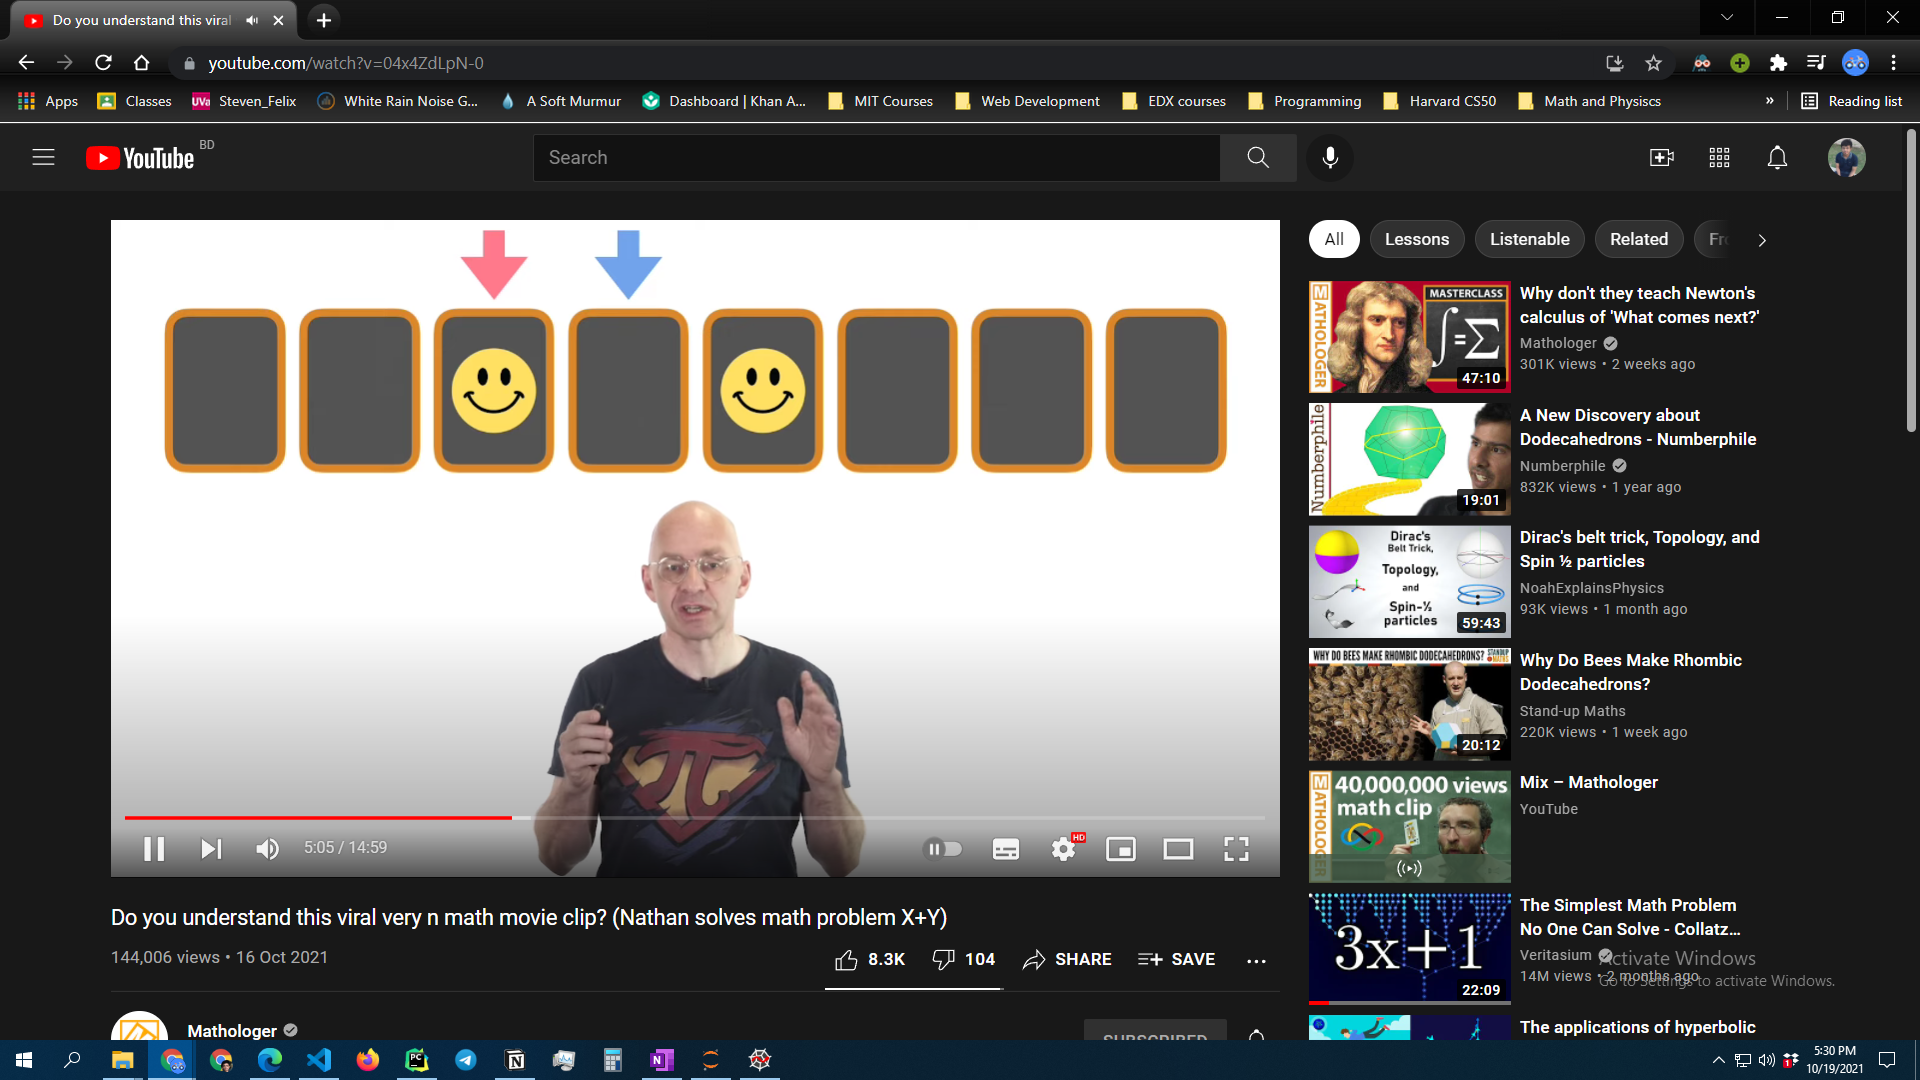 Do you understand this viral
youtube.com/watch?v=04x4ZdLpN-0
Apps
Classes
UVa
Steven_Felix
White Rain Noise G...
A Soft Murmur
Dashboard | Khan A...
MIT Courses
Web Development
EDX courses
Programming
Harvard CS50
Math and Physiscs
»
Reading list
YouTube BD
Search
All
Lessons
Listenable
Related
Fro
MATHOLOGER
MASTERCLASS
∫=Σ
47:10
Why don't they teach Newton's
calculus of 'What comes next?'
Mathologer
301K views • 2 weeks ago
Numberphile
19:01
A New Discovery about
Dodecahedrons - Numberphile
Numberphile
832K views • 1 year ago
Dirac's
Belt Trick,
Topology,
and
Spin-½
particles
59:43
Dirac's belt trick, Topology, and
Spin ½ particles
NoahExplainsPhysics
93K views • 1 month ago
WHY DO BEES MAKE RHOMBIC DODECAHEDRONS?
STANDUP
MATHS
20:12
Why Do Bees Make Rhombic
Dodecahedrons?
Stand-up Maths
220K views • 1 week ago
MATHOLOGER
40,000,000 views
math clip
Mix – Mathologer
YouTube
3x+1
22:09
The Simplest Math Problem
No One Can Solve - Collatz...
Veritasium
14M views • 2 months ago
Activate Windows
Go to Settings to activate Windows.
The applications of hyperbolic
π
5:05 / 14:59
HD
Do you understand this viral very n math movie clip? (Nathan solves math problem X+Y)
144,006 views • 16 Oct 2021
8.3K
104
SHARE
SAVE
Mathologer
SUBSCRIBED
PC
N
N
1
5:30 PM
10/19/2021